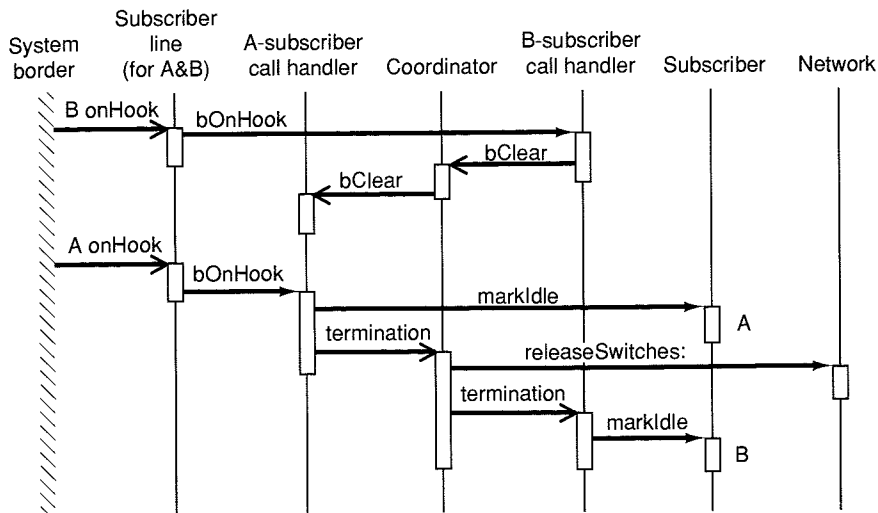 System
border
Subscriber
line
(for A&B)
A-subscriber
call handler
Coordinator
B-subscriber
call handler
Subscriber
Network
B onHook
bOnHook
bClear
bClear
A onHook
bOnHook
markIdle
A
termination
releaseSwitches:
termination
markIdle
B